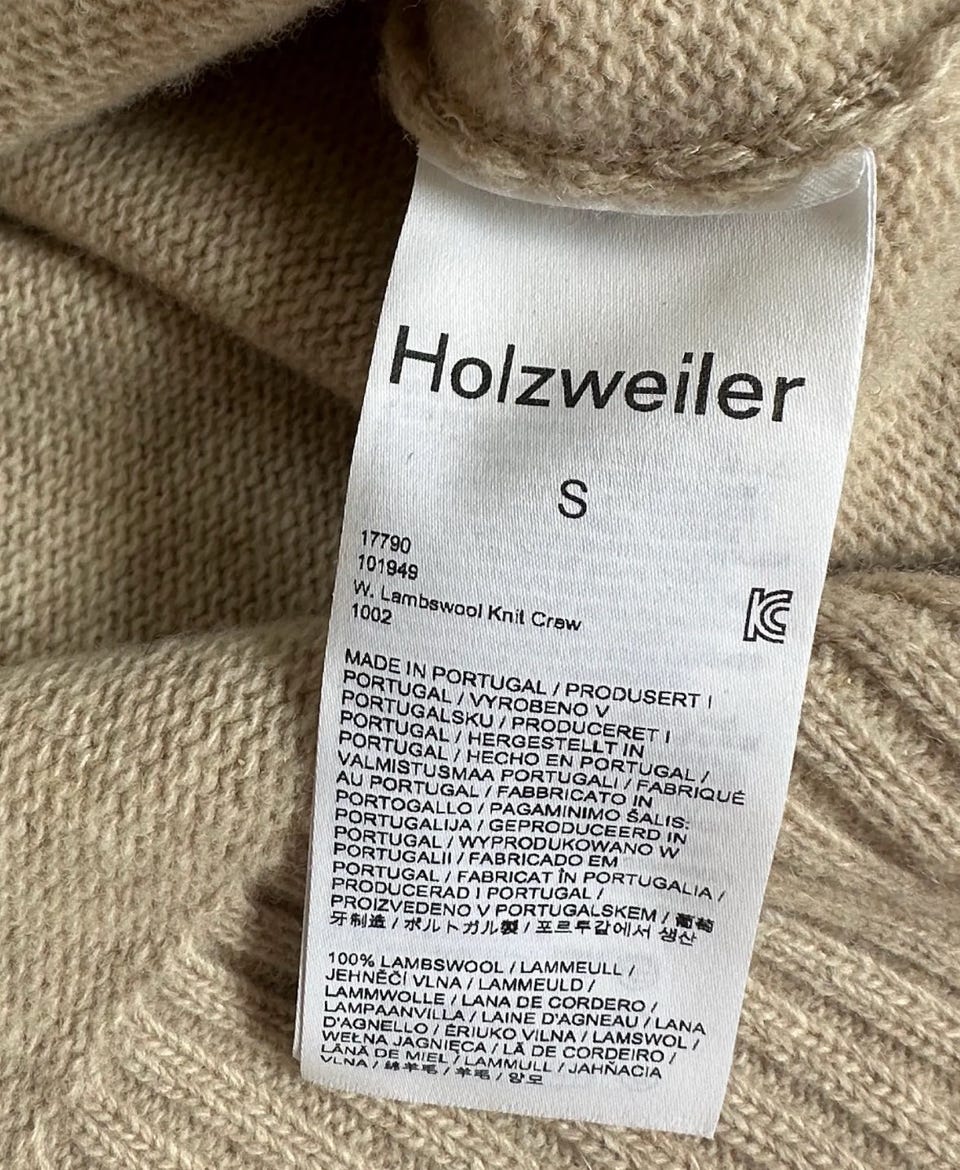 Holzweiler
S
17790
101949
W. Lambswool Knit Crew
1002
KC
MADE IN PORTUGAL / PRODUSERT I
PORTUGAL / VYROBENO V
PORTUGALSKU / PRODUCERET I
PORTUGAL / HERGESTELLT IN
PORTUGAL / HECHO EN PORTUGAL /
VALMISTUSMAA PORTUGALI / FABRIQUÉ
AU PORTUGAL / FABBRICATO IN
PORTOGALLO / PAGAMINIMO ŠALIS:
PORTUGALIJA / GEPRODUCEERD IN
PORTUGAL / WYPRODUKOWANO W
PORTUGALII / FABRICADO EM
PORTUGAL / FABRICAT ÎN PORTUGALIA /
PRODUCERAD I PORTUGAL /
PROIZVEDENO V PORTUGALSKEM / 葡萄
牙制造 / ポルトガル製 / 포르투갈에서 생산
100% LAMBSWOOL / LAMMEULL /
JEHNĚČÍ VLNA / LAMMEULD /
LAMMWOLLE / LANA DE CORDERO /
LAMPAANVILLA / LAINE D'AGNEAU / LANA
D'AGNELLO / ĖRIUKO VILNA / LAMSWOL /
WEŁNA JAGNIĘCA / LÃ DE CORDEIRO /
LÂNĂ DE MIEL / LAMMULL / JAHŇACIA
VLNA / 綿羊毛 / 羊毛 / 양모